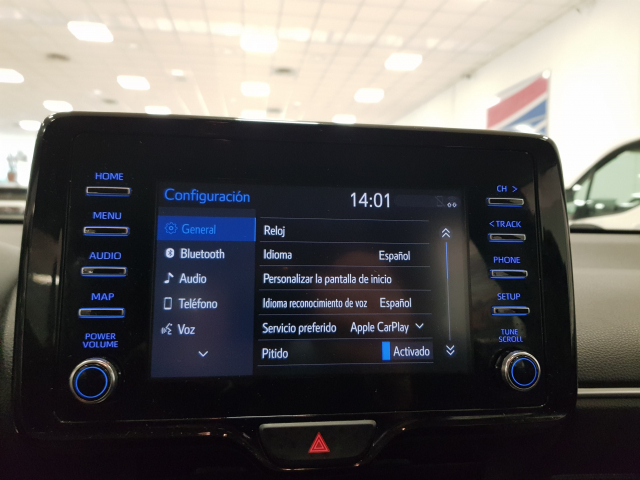 HOME
MENU
AUDIO
MAP
POWER
VOLUME
Configuración 14:01
General
Bluetooth
Audio
Teléfono
Voz
Reloj
Idioma Español
Personalizar la pantalla de inicio
Idioma reconocimiento de voz Español
Servicio preferido Apple CarPlay
Pitido Activado
CH >
< TRACK
PHONE
SETUP
TUNE
SCROLL